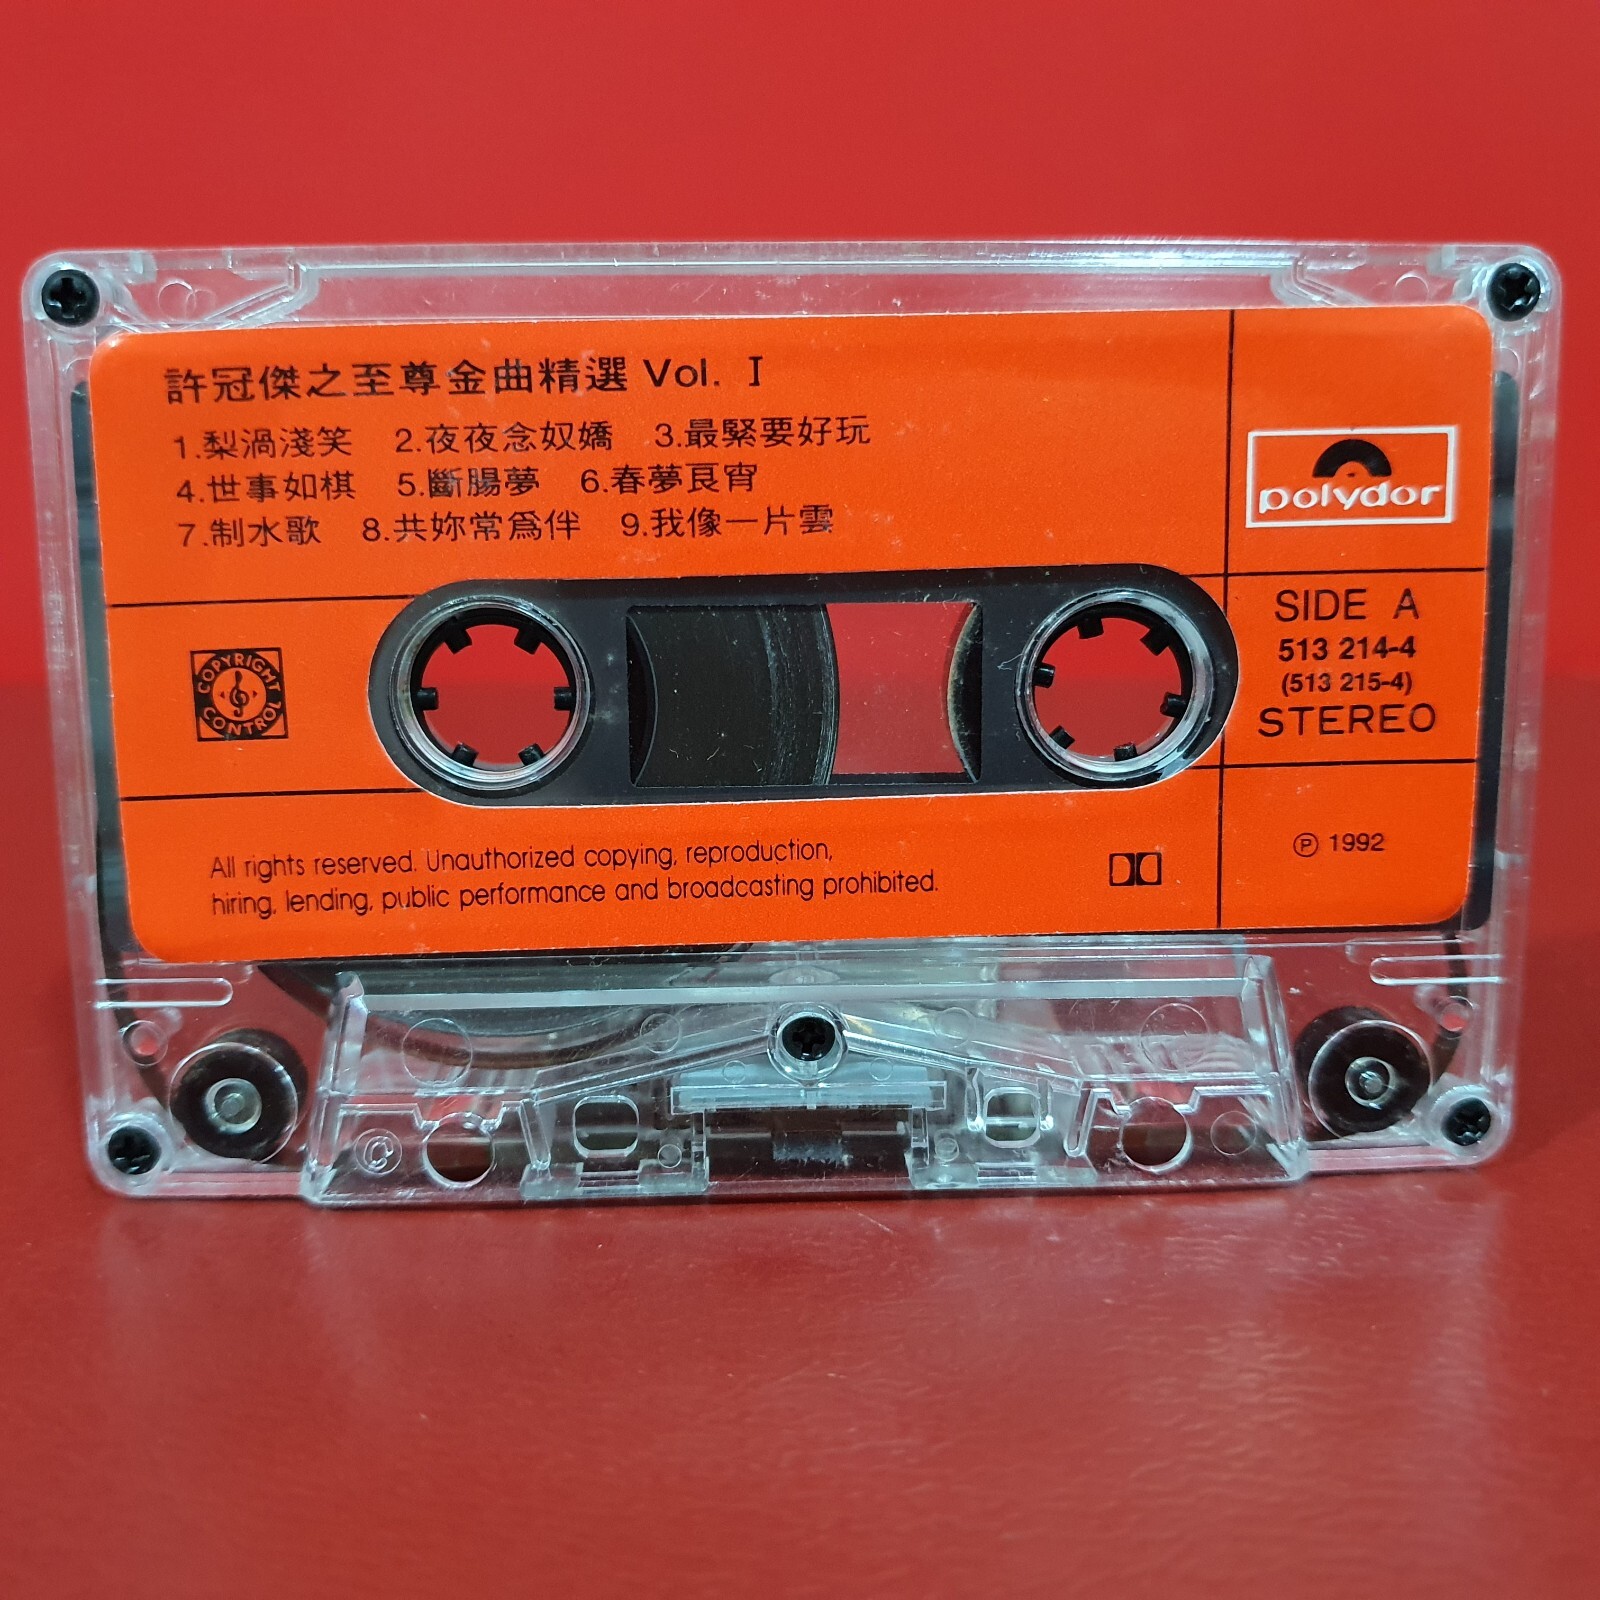 許冠傑之至尊金曲精選 Vol. I
1.梨渦淺笑 2.夜夜念奴嬌 3.最緊要好玩
4.世事如棋 5.斷腸夢 6.春夢良宵
7.制水歌 8.共妳常爲伴 9.我像一片雲
polydor
SIDE A
513 214-4
(513 215-4)
STEREO
COPYRIGHT
CONTROL
All rights reserved. Unauthorized copying, reproduction,
hiring, lending, public performance and broadcasting prohibited.
Ⓟ 1992